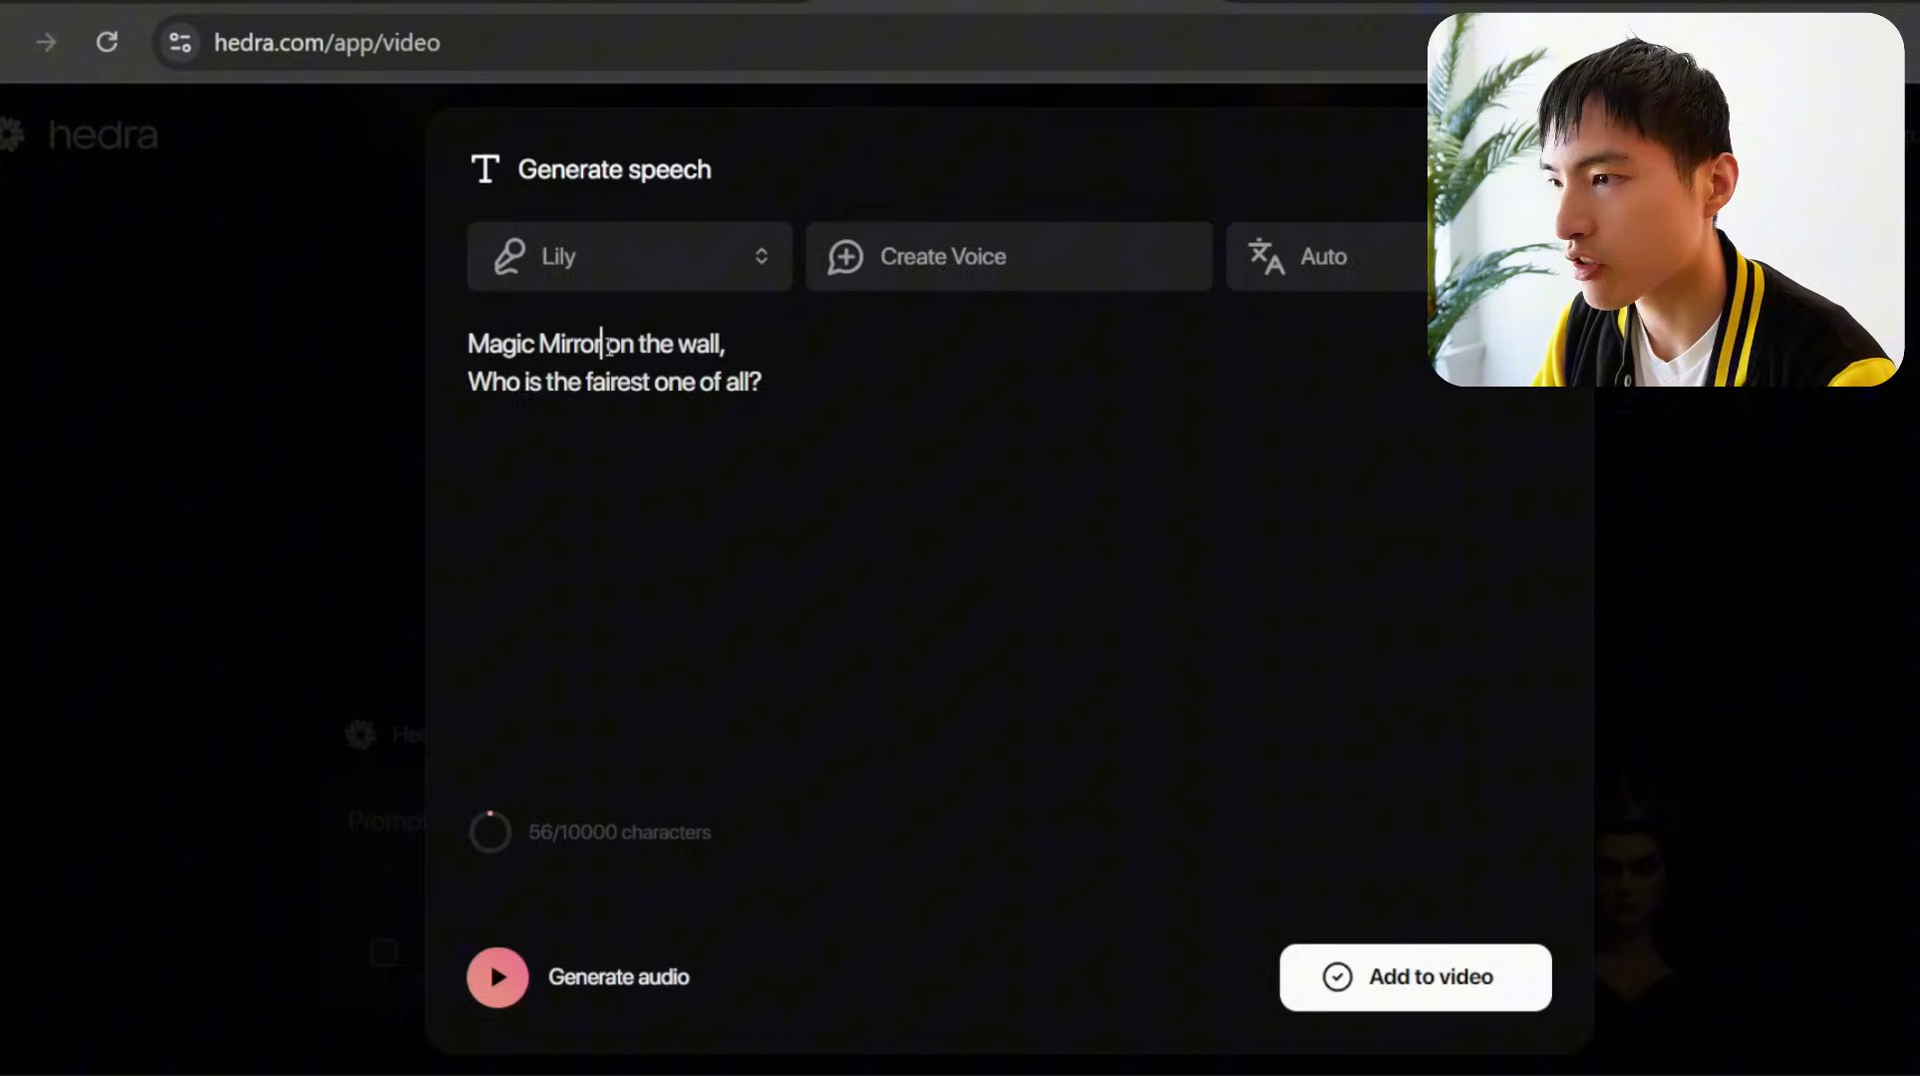 hedra.com/app/video
hedra
Generate speech
Lily
Create Voice
Auto
Magic Mirror on the wall,
Who is the fairest one of all?
56/10000 characters
Generate audio
Add to video